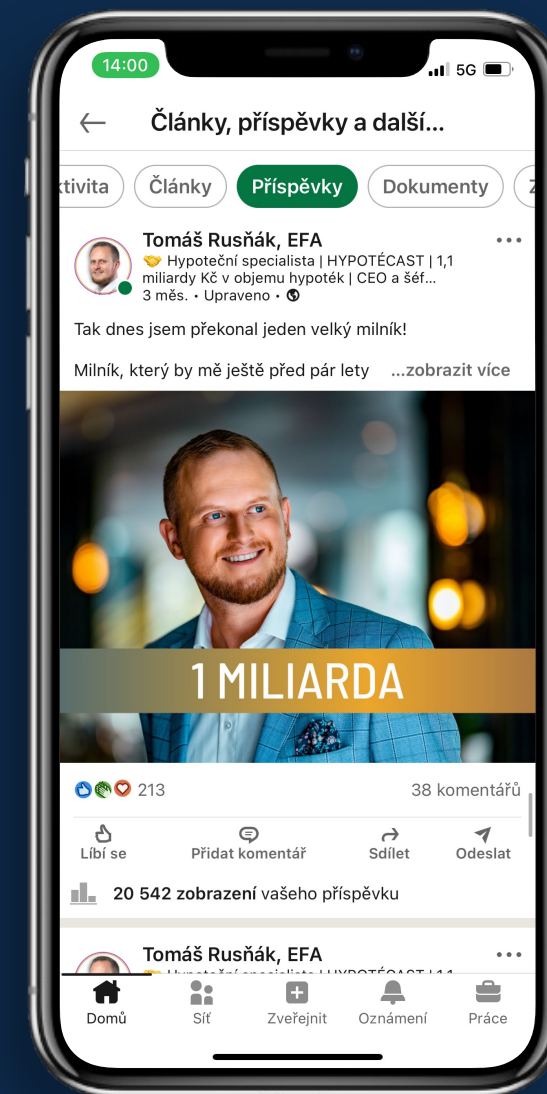 14:00
5G
Články, příspěvky a další...
ktivita
Články
Příspěvky
Dokumenty
Tomáš Rusňák, EFA
🤝 Hypoteční specialista | HYPOTÉCAST | 1,1
miliardy Kč v objemu hypoték | CEO a šéf...
3 měs. • Upraveno •
Tak dnes jsem překonal jeden velký milník!
Milník, který by mě ještě před pár lety ...zobrazit více
1 MILIARDA
213
38 komentářů
Líbí se
Přidat komentář
Sdílet
Odeslat
20 542 zobrazení vašeho příspěvku
Tomáš Rusňák, EFA
Domů
Síť
Zveřejnit
Oznámení
Práce